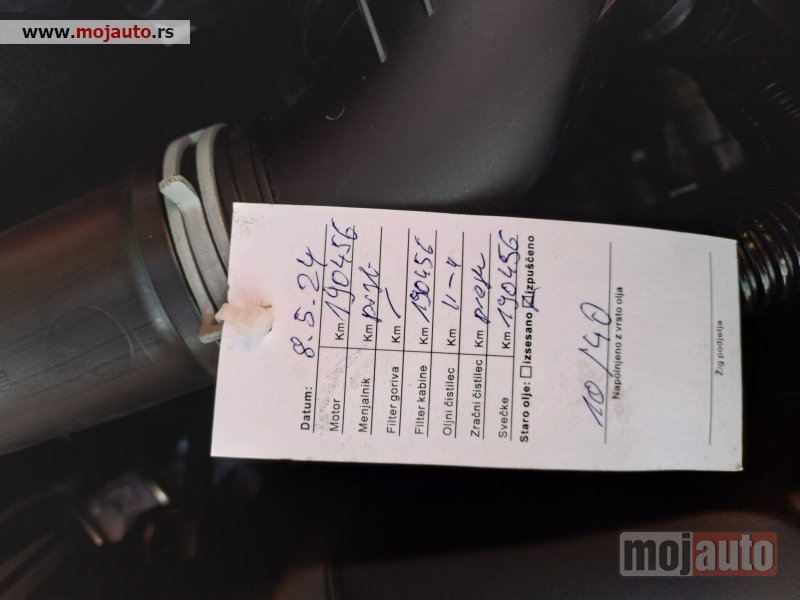 www.mojauto.rs
Datum: 8.5.24
Motor Km 190456
Menjalnik Km
Filter goriva Km /
Filter kabine Km 190456
Oljni čistilec Km 11-11
Zračni čistilec Km
Svečke Km 190456
Staro olje: ☐ izsesano ☑ izpuščeno
10/40
Napolnjeno z vrsto olja
Žig podjetja
mojauto